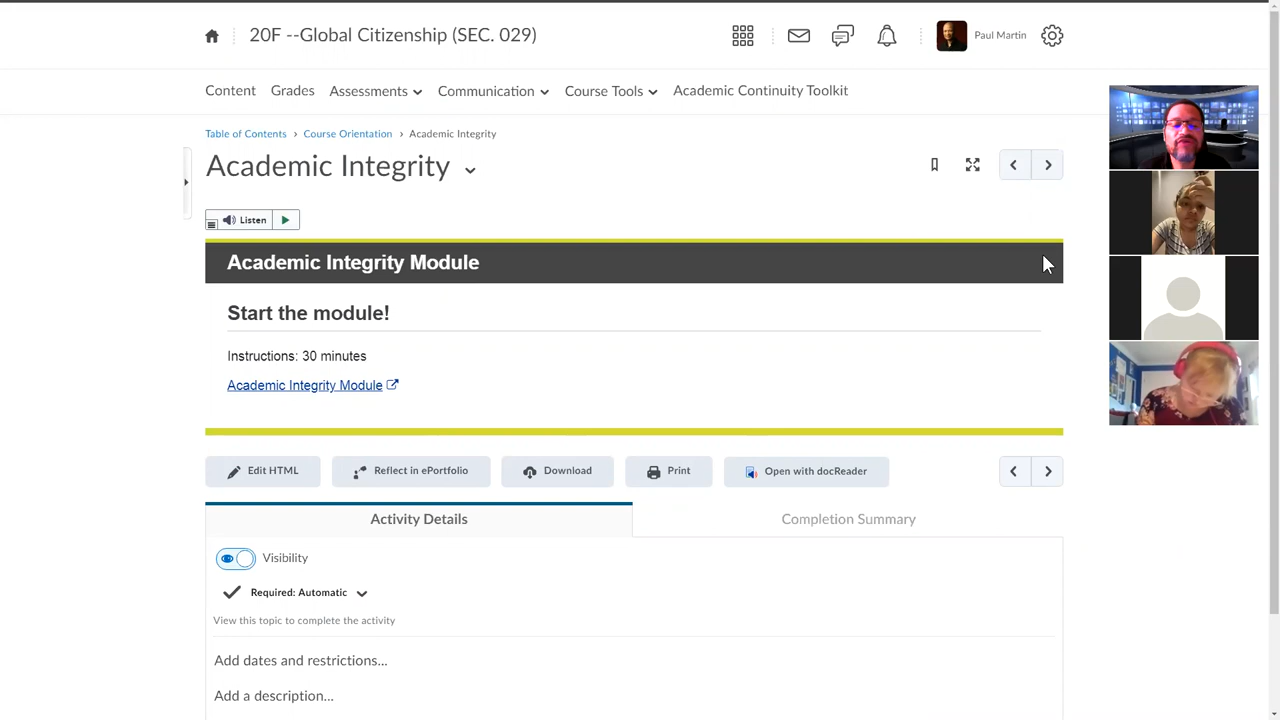 20F --Global Citizenship (SEC. 029)
Paul Martin
Content Grades Assessments Communication Course Tools Academic Continuity Toolkit
Table of Contents › Course Orientation › Academic Integrity
Academic Integrity
Listen
Academic Integrity Module
Start the module!
Instructions: 30 minutes
Academic Integrity Module
Edit HTML Reflect in ePortfolio Download Print Open with docReader
Activity Details Completion Summary
Visibility
Required: Automatic
View this topic to complete the activity
Add dates and restrictions...
Add a description...